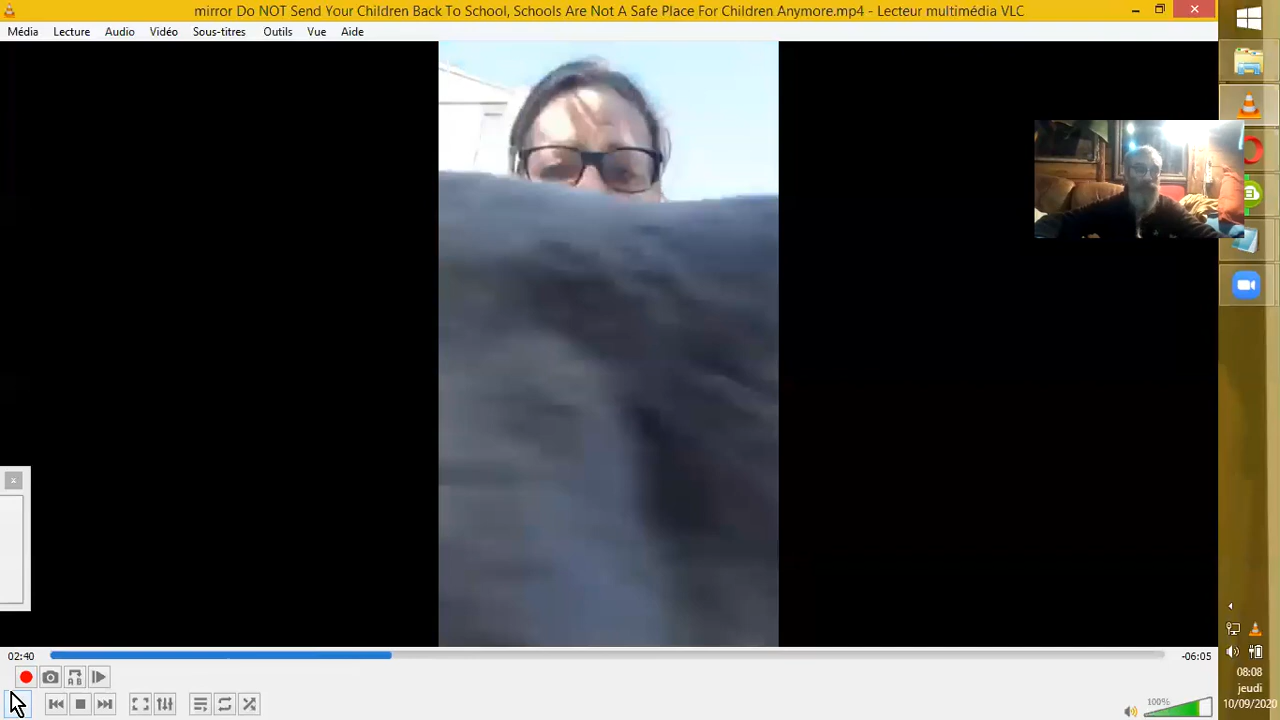 mirror Do NOT Send Your Children Back To School, Schools Are Not A Safe Place For Children Anymore.mp4 - Lecteur multimédia VLC
Média Lecture Audio Vidéo Sous-titres Outils Vue Aide
02:40
-06:05
A B
100%
08:08
jeudi
10/09/2020